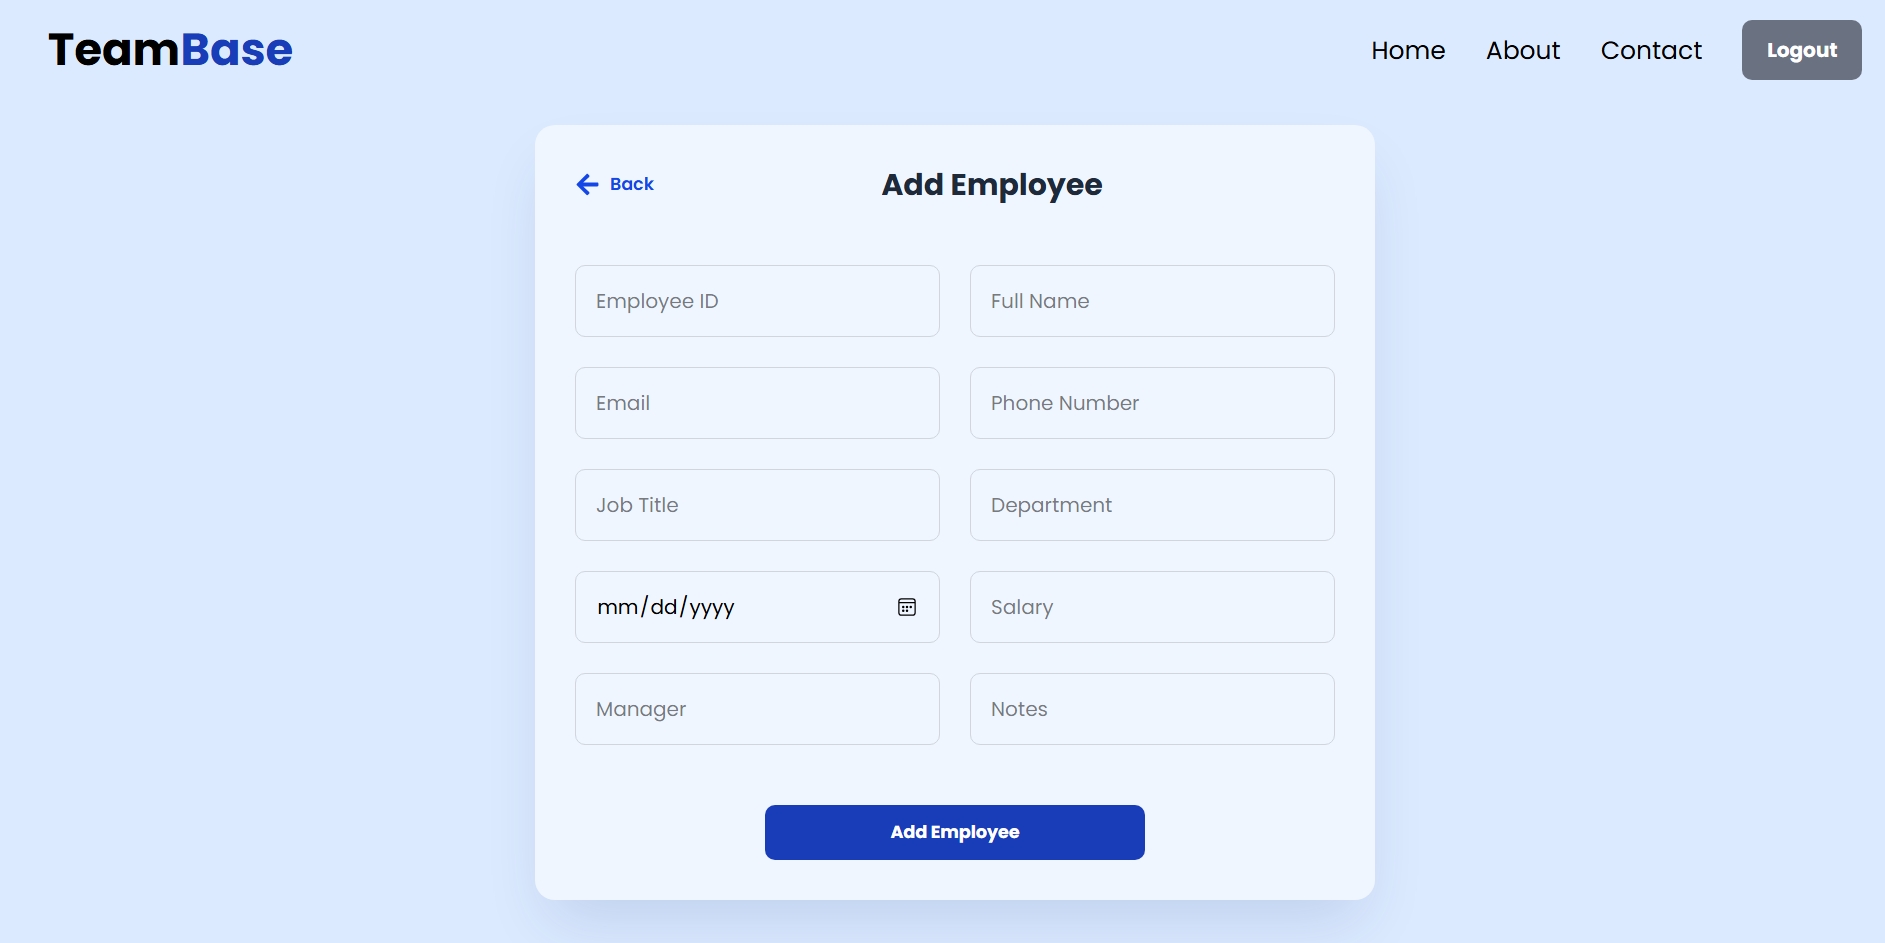 TeamBase
Home About Contact Logout
Back
Add Employee
Employee ID
Full Name
Email
Phone Number
Job Title
Department
mm/dd/yyyy
Salary
Manager
Notes
Add Employee